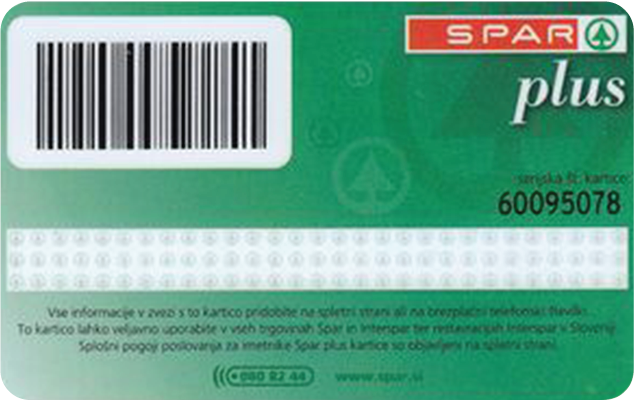 SPAR
plus
serijska št. kartice:
60095078
Vse informacije v zvezi s to kartico pridobite na spletni strani ali na brezplačni telefonski številki.
To kartico lahko veljavno uporabite v vseh trgovinah Spar in Interspar ter restavracijah Interspar v Sloveniji.
Splošni pogoji poslovanja za imetnike Spar plus kartice so objavljeni na spletni strani.
080 82 44 www.spar.si